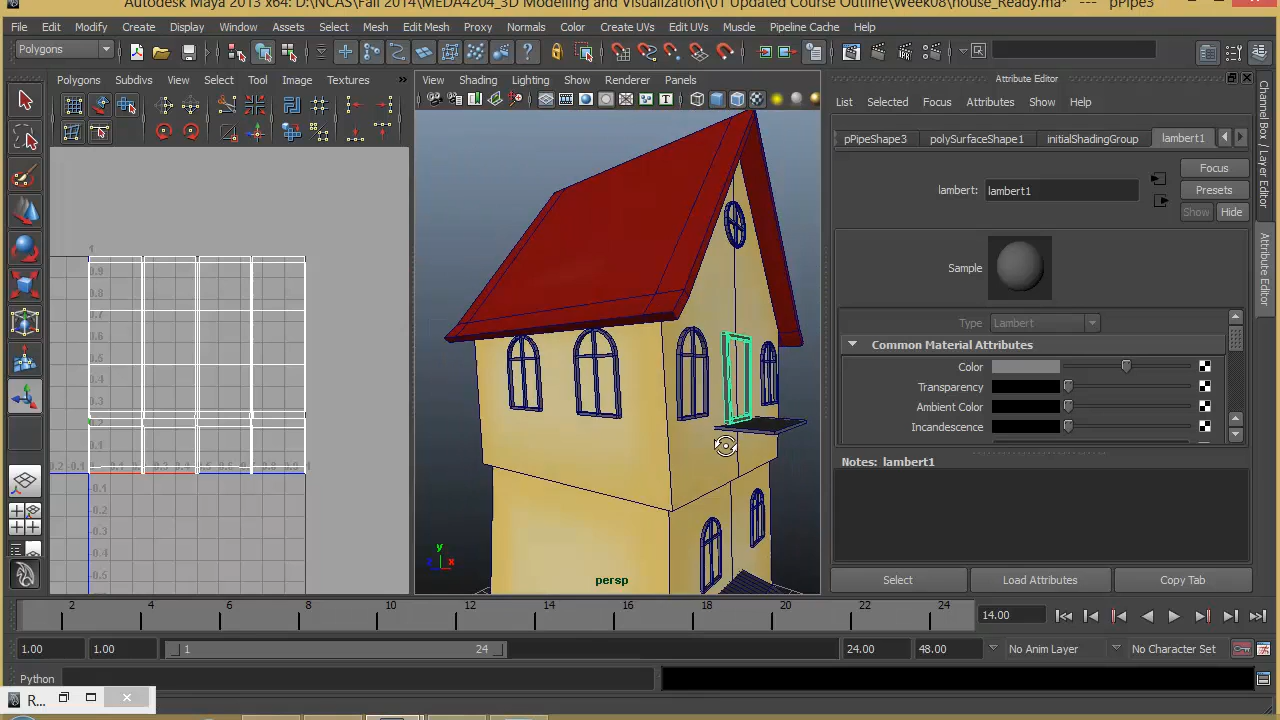 Autodesk Maya 2013 x64: D:\NCAS\Fall 2014\MEDA4204_3D Modelling and Visualization\01 Updated Course Outline\Week08\house_Ready.ma* --- pPipe3
File Edit Modify Create Display Window Assets Select Mesh Edit Mesh Proxy Normals Color Create UVs Edit UVs Muscle Pipeline Cache Help
Polygons
Polygons Subdivs View Select Tool Image Textures »
View Shading Lighting Show Renderer Panels
Attribute Editor
List Selected Focus Attributes Show Help
pPipeShape3 polySurfaceShape1 initialShadingGroup lambert1
Focus
lambert: lambert1
Presets
Show Hide
Sample
Type Lambert
Common Material Attributes
Color
Transparency
Ambient Color
Incandescence
Notes: lambert1
Select Load Attributes Copy Tab
Channel Box / Layer Editor
Attribute Editor
persp
y
x
2 4 6 8 10 12 14 16 18 20 22 24
14.00
1.00 1.00 1 24 24.00 48.00 No Anim Layer No Character Set
Python
R...